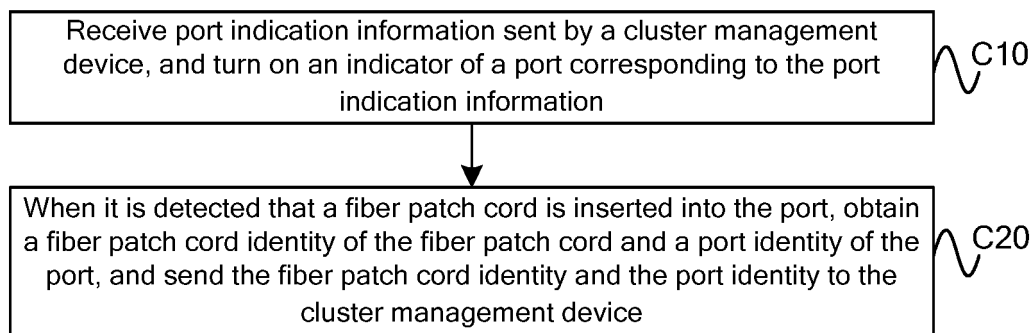 Receive port indication information sent by a cluster management
device, and turn on an indicator of a port corresponding to the port
indication information
C10
When it is detected that a fiber patch cord is inserted into the port, obtain
a fiber patch cord identity of the fiber patch cord and a port identity of the
port, and send the fiber patch cord identity and the port identity to the
cluster management device
C20